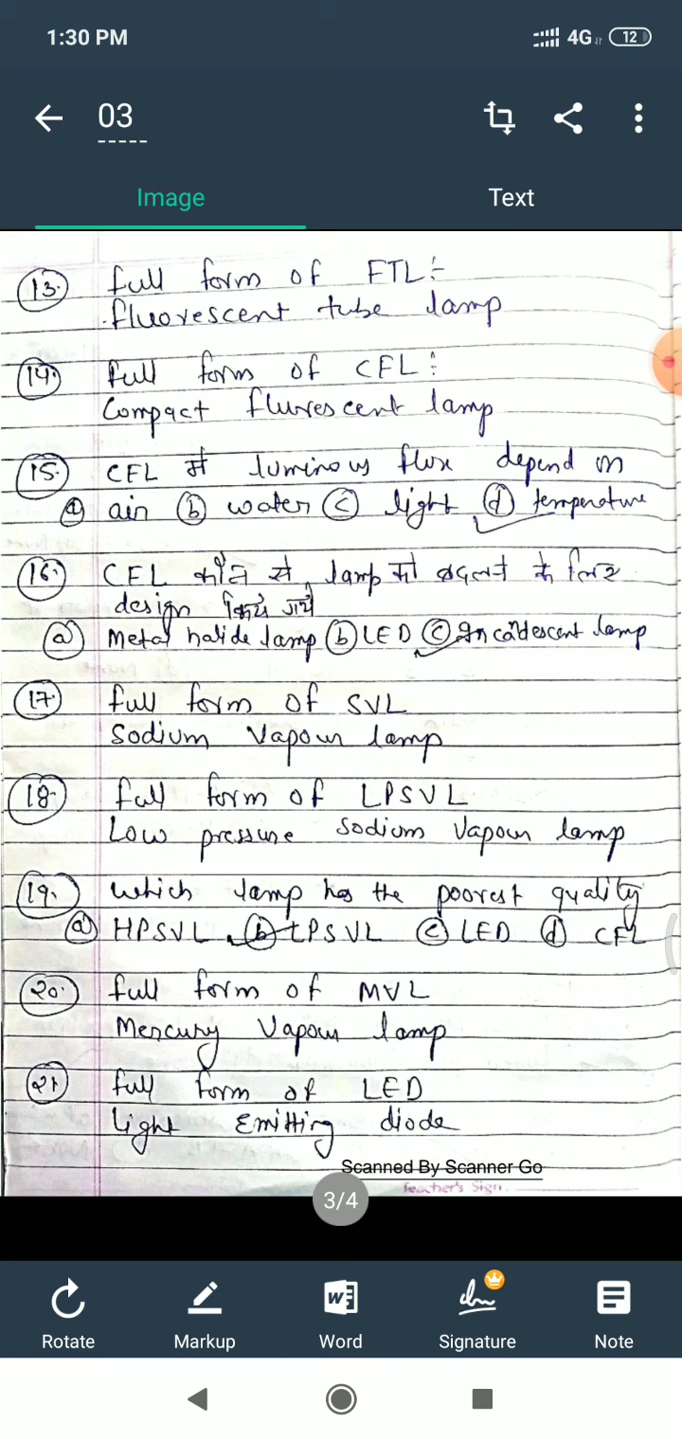 1:30 PM
4G 12
03
Image Text
13. full form of FTL :-
fluorescent tube lamp
14. full form of CFL :
Compact flurescent lamp
15. CFL में luminous flux depend on
a air b water c light d temperature
16. CFL कौन से lamp को बदलने के लिए
design किये गये
a Metal halide lamp b LED c Incandescent lamp
17. full form of SVL
Sodium Vapour lamp
18. full form of LPSVL
Low pressure Sodium Vapour lamp
19. which lamp has the poorest quality
a HPSVL b LPSVL c LED d CFL
20. full form of MVL
Mercury Vapour lamp
21. full form of LED
light Emitting diode
Scanned By Scanner Go
Teacher's Sign.
3/4
Rotate Markup Word Signature Note